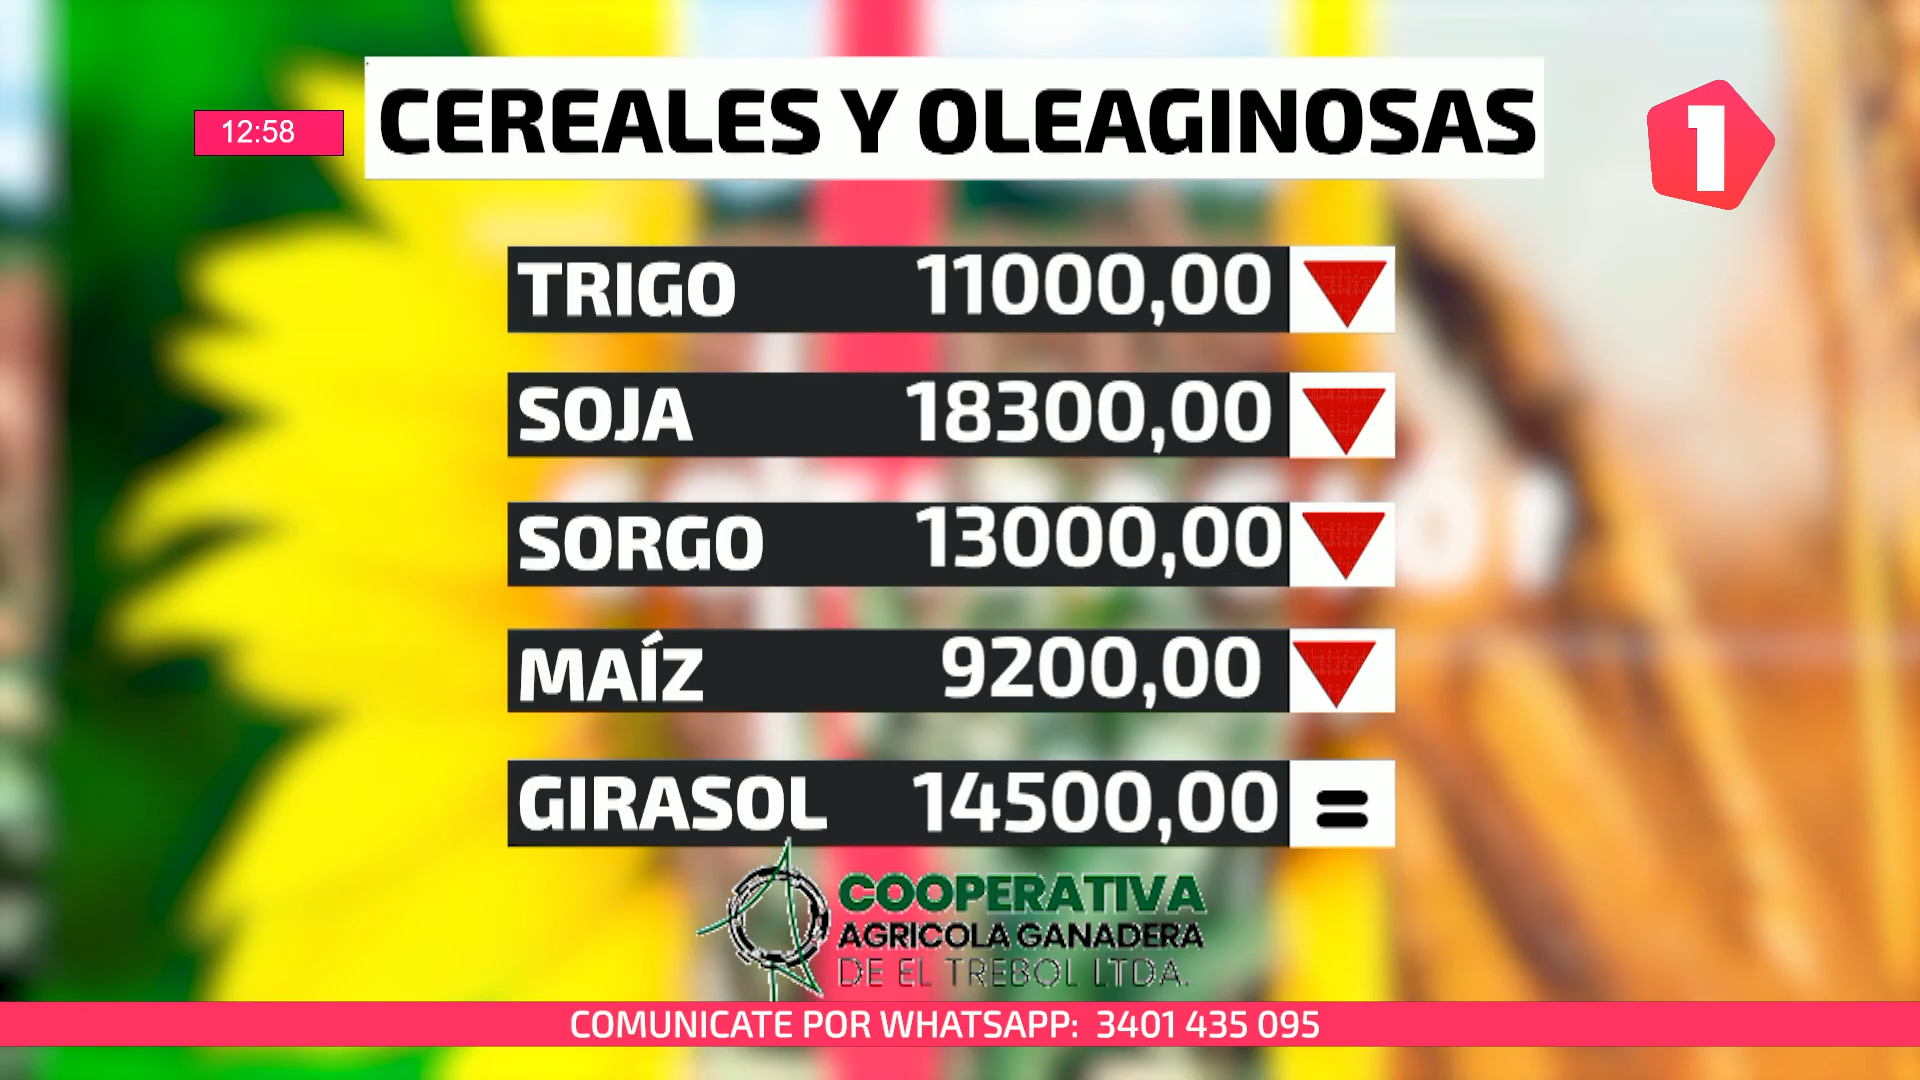 CEREALES Y OLEAGINOSAS
12:58
1
TRIGO 11000,00
SOJA 18300,00
SORGO 13000,00
MAÍZ 9200,00
GIRASOL 14500,00 =
COOPERATIVA
AGRICOLA GANADERA
DE EL TREBOL LTDA.
COMUNICATE POR WHATSAPP: 3401 435 095